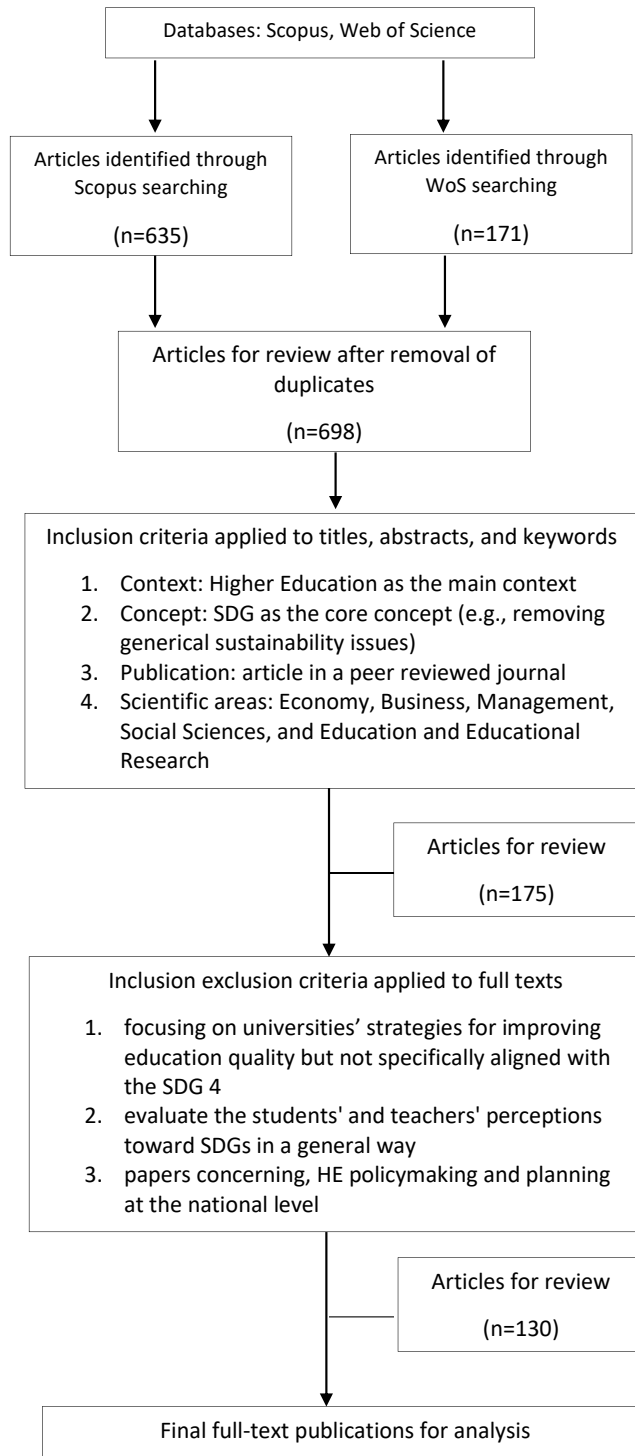 Databases: Scopus, Web of Science
Articles identified through
Scopus searching
(n=635)
Articles identified through
WoS searching
(n=171)
Articles for review after removal of
duplicates
(n=698)
Inclusion criteria applied to titles, abstracts, and keywords
1. Context: Higher Education as the main context
2. Concept: SDG as the core concept (e.g., removing
generical sustainability issues)
3. Publication: article in a peer reviewed journal
4. Scientific areas: Economy, Business, Management,
Social Sciences, and Education and Educational
Research
Articles for review
(n=175)
Inclusion exclusion criteria applied to full texts
1. focusing on universities’ strategies for improving
education quality but not specifically aligned with
the SDG 4
2. evaluate the students' and teachers' perceptions
toward SDGs in a general way
3. papers concerning, HE policymaking and planning
at the national level
Articles for review
(n=130)
Final full-text publications for analysis